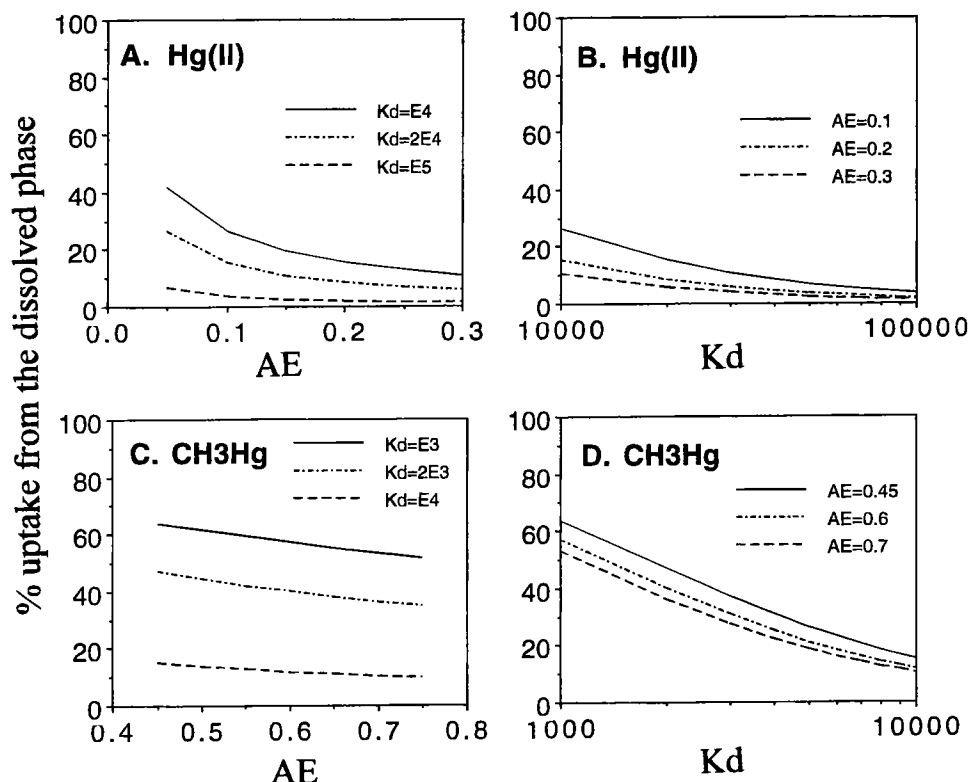 % uptake from the dissolved phase
A. Hg(II)
100
80
60
40
20
0
Kd=E4
Kd=2E4
Kd=E5
0.0 0.1 0.2 0.3
AE
B. Hg(II)
100
80
60
40
20
0
AE=0.1
AE=0.2
AE=0.3
10000 100000
Kd
C. CH3Hg
100
80
60
40
20
0
Kd=E3
Kd=2E3
Kd=E4
0.4 0.5 0.6 0.7 0.8
AE
D. CH3Hg
100
80
60
40
20
0
AE=0.45
AE=0.6
AE=0.7
1000 10000
Kd